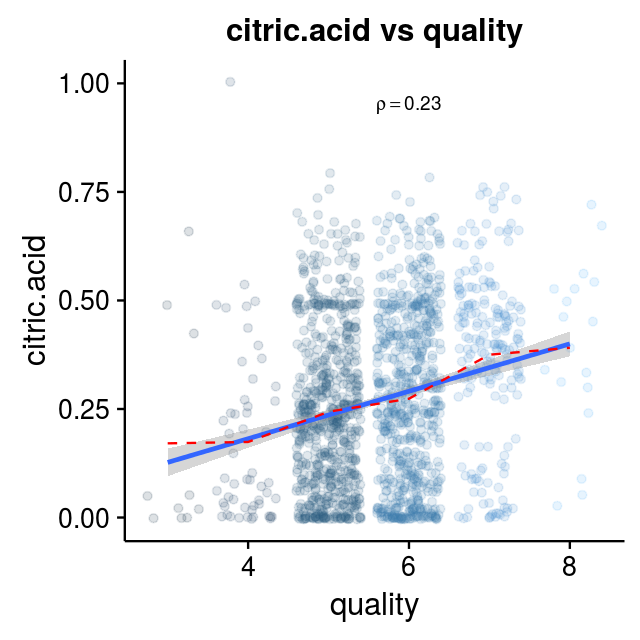 citric.acid vs quality
ρ = 0.23
citric.acid
1.00
0.75
0.50
0.25
0.00
4 6 8
quality